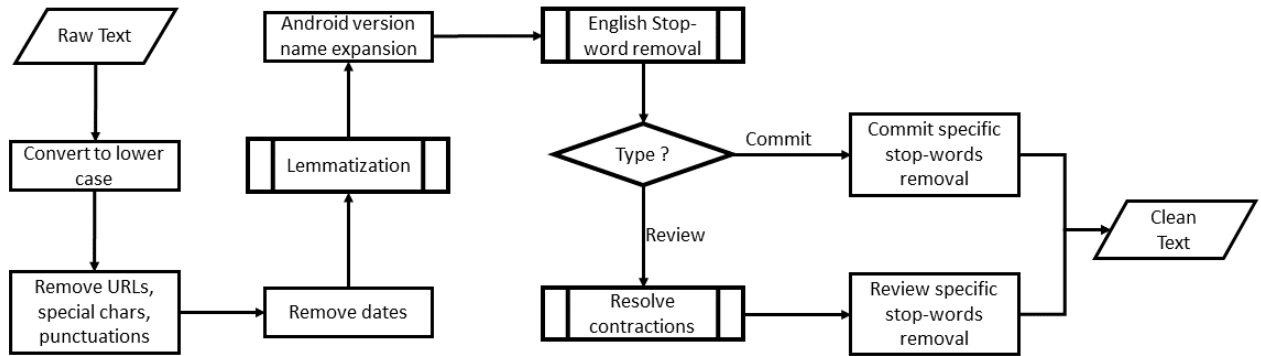 Raw Text
Convert to lower
case
Remove URLs,
special chars,
punctuations
Remove dates
Lemmatization
Android version
name expansion
English Stop-
word removal
Type ?
Commit
Commit specific
stop-words
removal
Review
Resolve
contractions
Review specific
stop-words
removal
Clean
Text